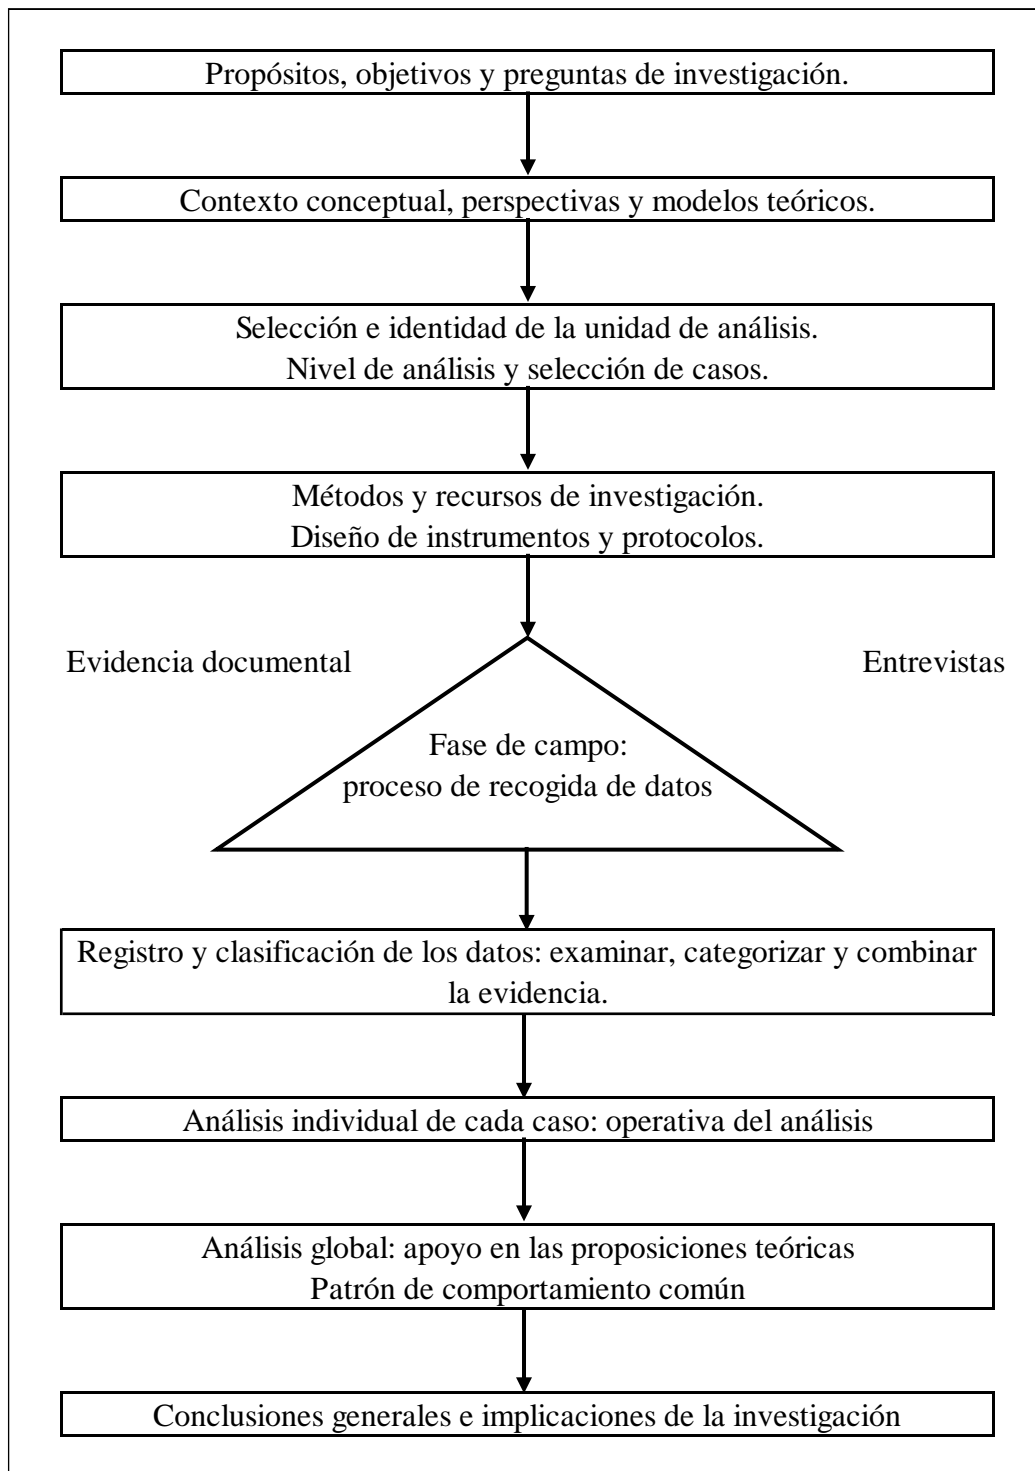 Propósitos, objetivos y preguntas de investigación.
Contexto conceptual, perspectivas y modelos teóricos.
Selección e identidad de la unidad de análisis.
Nivel de análisis y selección de casos.
Métodos y recursos de investigación.
Diseño de instrumentos y protocolos.
Evidencia documental
Entrevistas
Fase de campo:
proceso de recogida de datos
Registro y clasificación de los datos: examinar, categorizar y combinar
la evidencia.
Análisis individual de cada caso: operativa del análisis
Análisis global: apoyo en las proposiciones teóricas
Patrón de comportamiento común
Conclusiones generales e implicaciones de la investigación